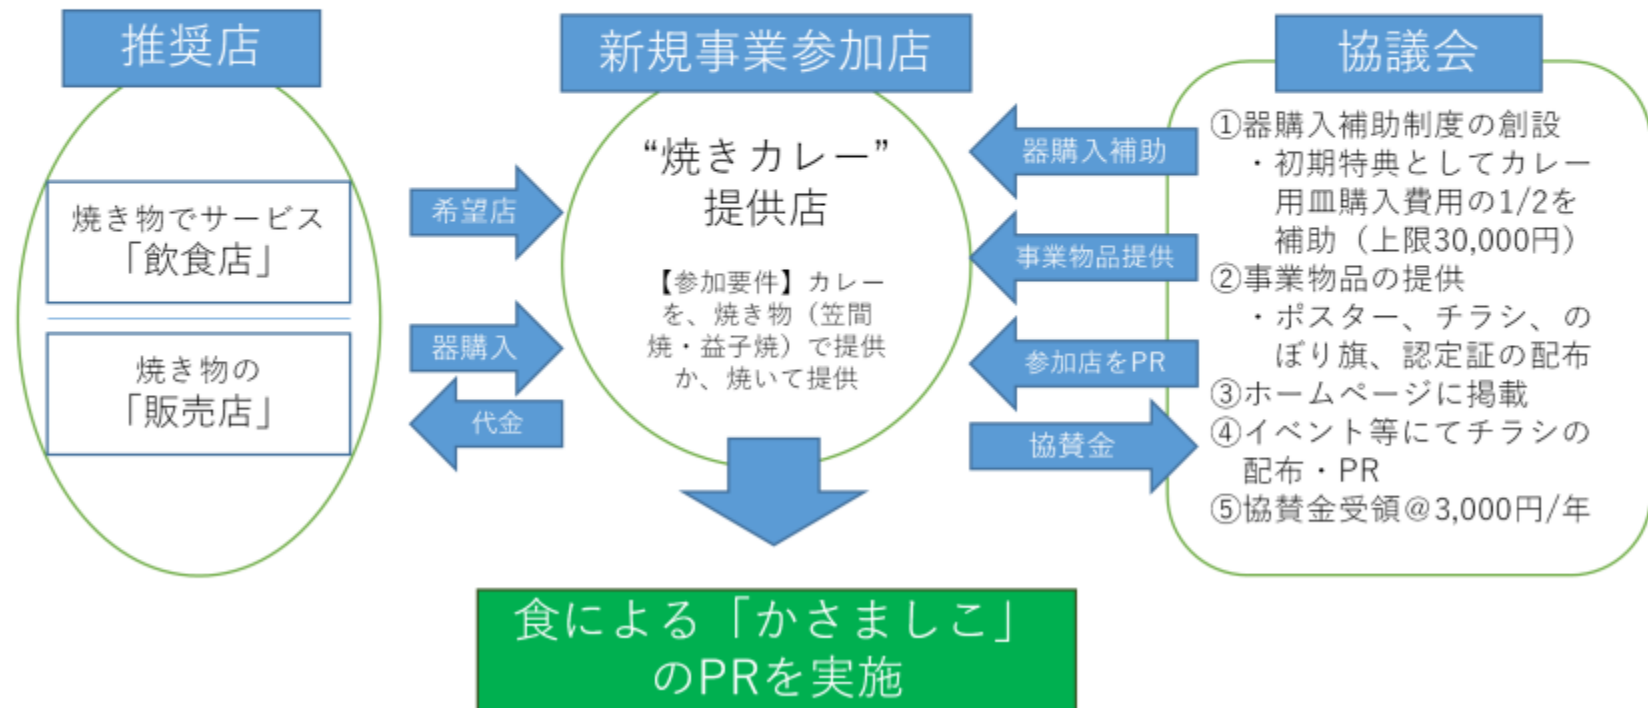 推奨店
焼き物でサービス
「飲食店」
焼き物の
「販売店」
希望店
器購入
代金
新規事業参加店
“焼きカレー”
提供店
【参加要件】カレー
を、焼き物（笠間
焼・益子焼）で提供
か、焼いて提供
器購入補助
事業物品提供
参加店をPR
協賛金
協議会
①器購入補助制度の創設
・初期特典としてカレー
用皿購入費用の1/2を
補助（上限30,000円）
②事業物品の提供
・ポスター、チラシ、の
ぼり旗、認定証の配布
③ホームページに掲載
④イベント等にてチラシの
配布・PR
⑤協賛金受領@3,000円/年
食による「かさましこ」
のPRを実施